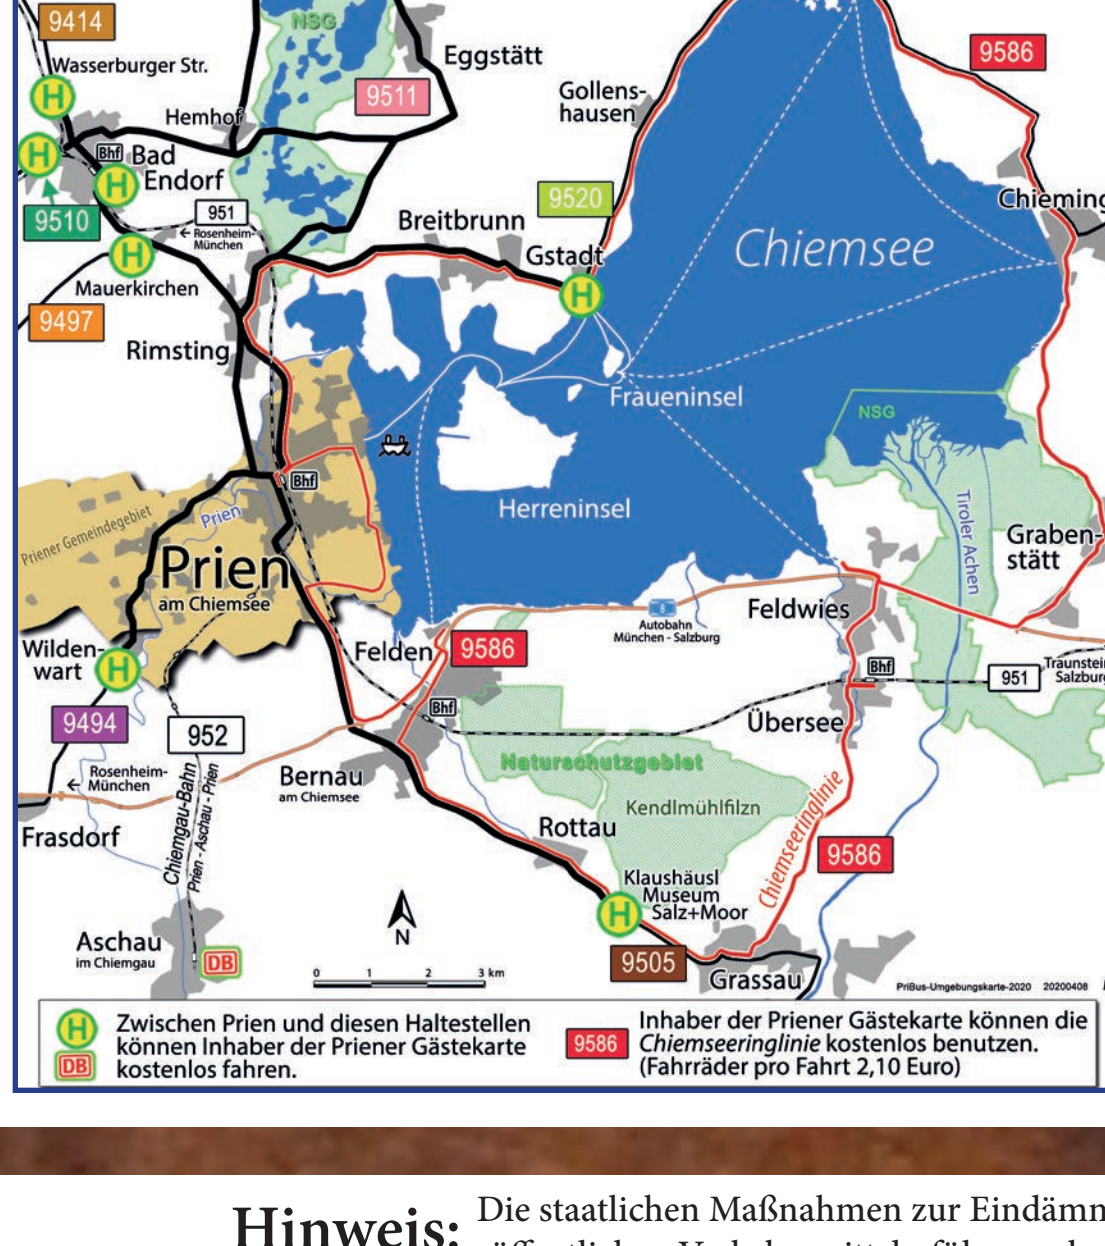 9414
NSG
Eggstätt
9586
Wasserburger Str.
9511
Gollens-
hausen
Hemhof
H
H
Bhf
Bad
Endorf
H
9510
951
← Rosenheim-
München
9520
Chieming
Breitbrunn
Gstadt
Chiemsee
H
Mauerkirchen
H
9497
Rimsting
Fraueninsel
NSG
Bhf
Herreninsel
Tiroler Achen
Priener Gemeindegebiet
Prien
Prien
am Chiemsee
Graben-
stätt
Feldwies
8
Autobahn
München - Salzburg
Wilden-
wart
H
Felden
9586
Bhf
951
Salzburg
9494
952
Bhf
Übersee
← Rosenheim-
München
Bernau
am Chiemsee
Naturschutzgebiet
Kendlmühlfilzn
Frasdorf
Chiemgau-Bahn
Prien - Aschau - Prien
Rottau
Chiemseeringlinie
9586
Klaushäusl
Museum
Salz+Moor
H
N
Aschau
im Chiemgau
DB
0 1 2 3 km
9505
Grassau
PriBus-Umgebungskarte-2020 20200408
H Zwischen Prien und diesen Haltestellen
können Inhaber der Priener Gästekarte
DB kostenlos fahren.
9586 Inhaber der Priener Gästekarte können die
Chiemseeringlinie kostenlos benutzen.
(Fahrräder pro Fahrt 2,10 Euro)
Hinweis: Die staatlichen Maßnahmen zur Eindämm